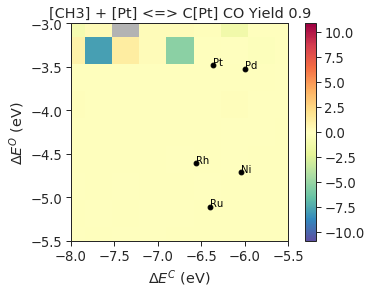 [CH3] + [Pt] <=> C[Pt] CO Yield 0.9
−3.0
−3.5
−4.0
−4.5
−5.0
−5.5
ΔE^O (eV)
Pt
Pd
Rh
Ni
Ru
−8.0 −7.5 −7.0 −6.5 −6.0 −5.5
ΔE^C (eV)
10.0
7.5
5.0
2.5
0.0
−2.5
−5.0
−7.5
−10.0